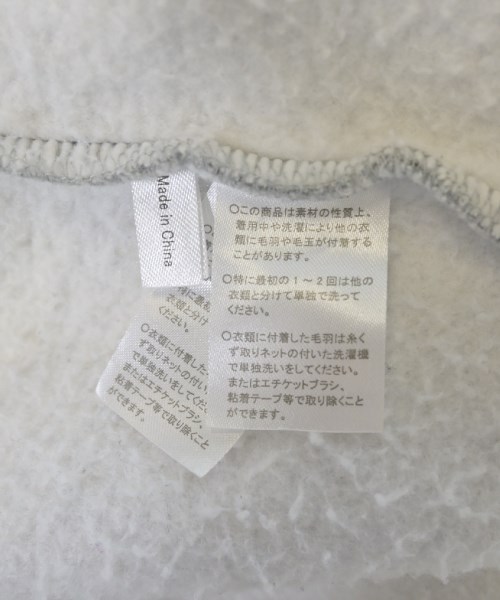 Made in China
○この商品は素材の性質上、
着用中や洗濯により他の衣
類に毛羽や毛玉が付着する
ことがあります。
○特に最初の1～2回は他の
衣類と分けて単独で洗って
ください。
○衣類に付着した毛羽は糸く
ず取りネットの付いた洗濯機
で単独洗いをしてください。
またはエチケットブラシ、
粘着テープ等で取り除くこと
ができます。
衣類と分け
ください。
○衣類に付着した
ず取りネットの付い
で単独洗いをしてくだ
またはエチケットブラシ、
粘着テープ等で取り除くこと
ができます。